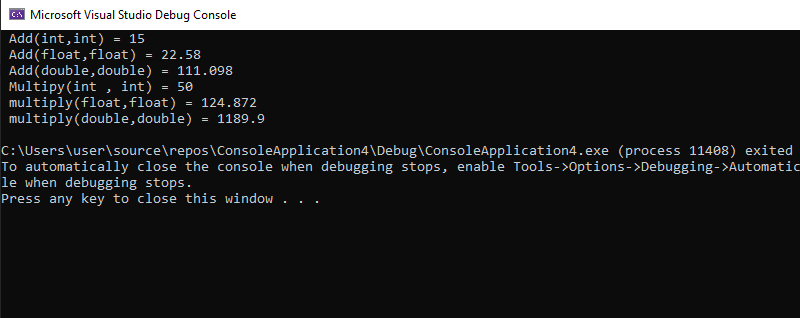 Microsoft Visual Studio Debug Console
Add(int,int) = 15
Add(float,float) = 22.58
Add(double,double) = 111.098
Multipy(int , int) = 50
multiply(float,float) = 124.872
multiply(double,double) = 1189.9
C:\Users\user\source\repos\ConsoleApplication4\Debug\ConsoleApplication4.exe (process 11408) exited
To automatically close the console when debugging stops, enable Tools->Options->Debugging->Automatic
le when debugging stops.
Press any key to close this window . . .